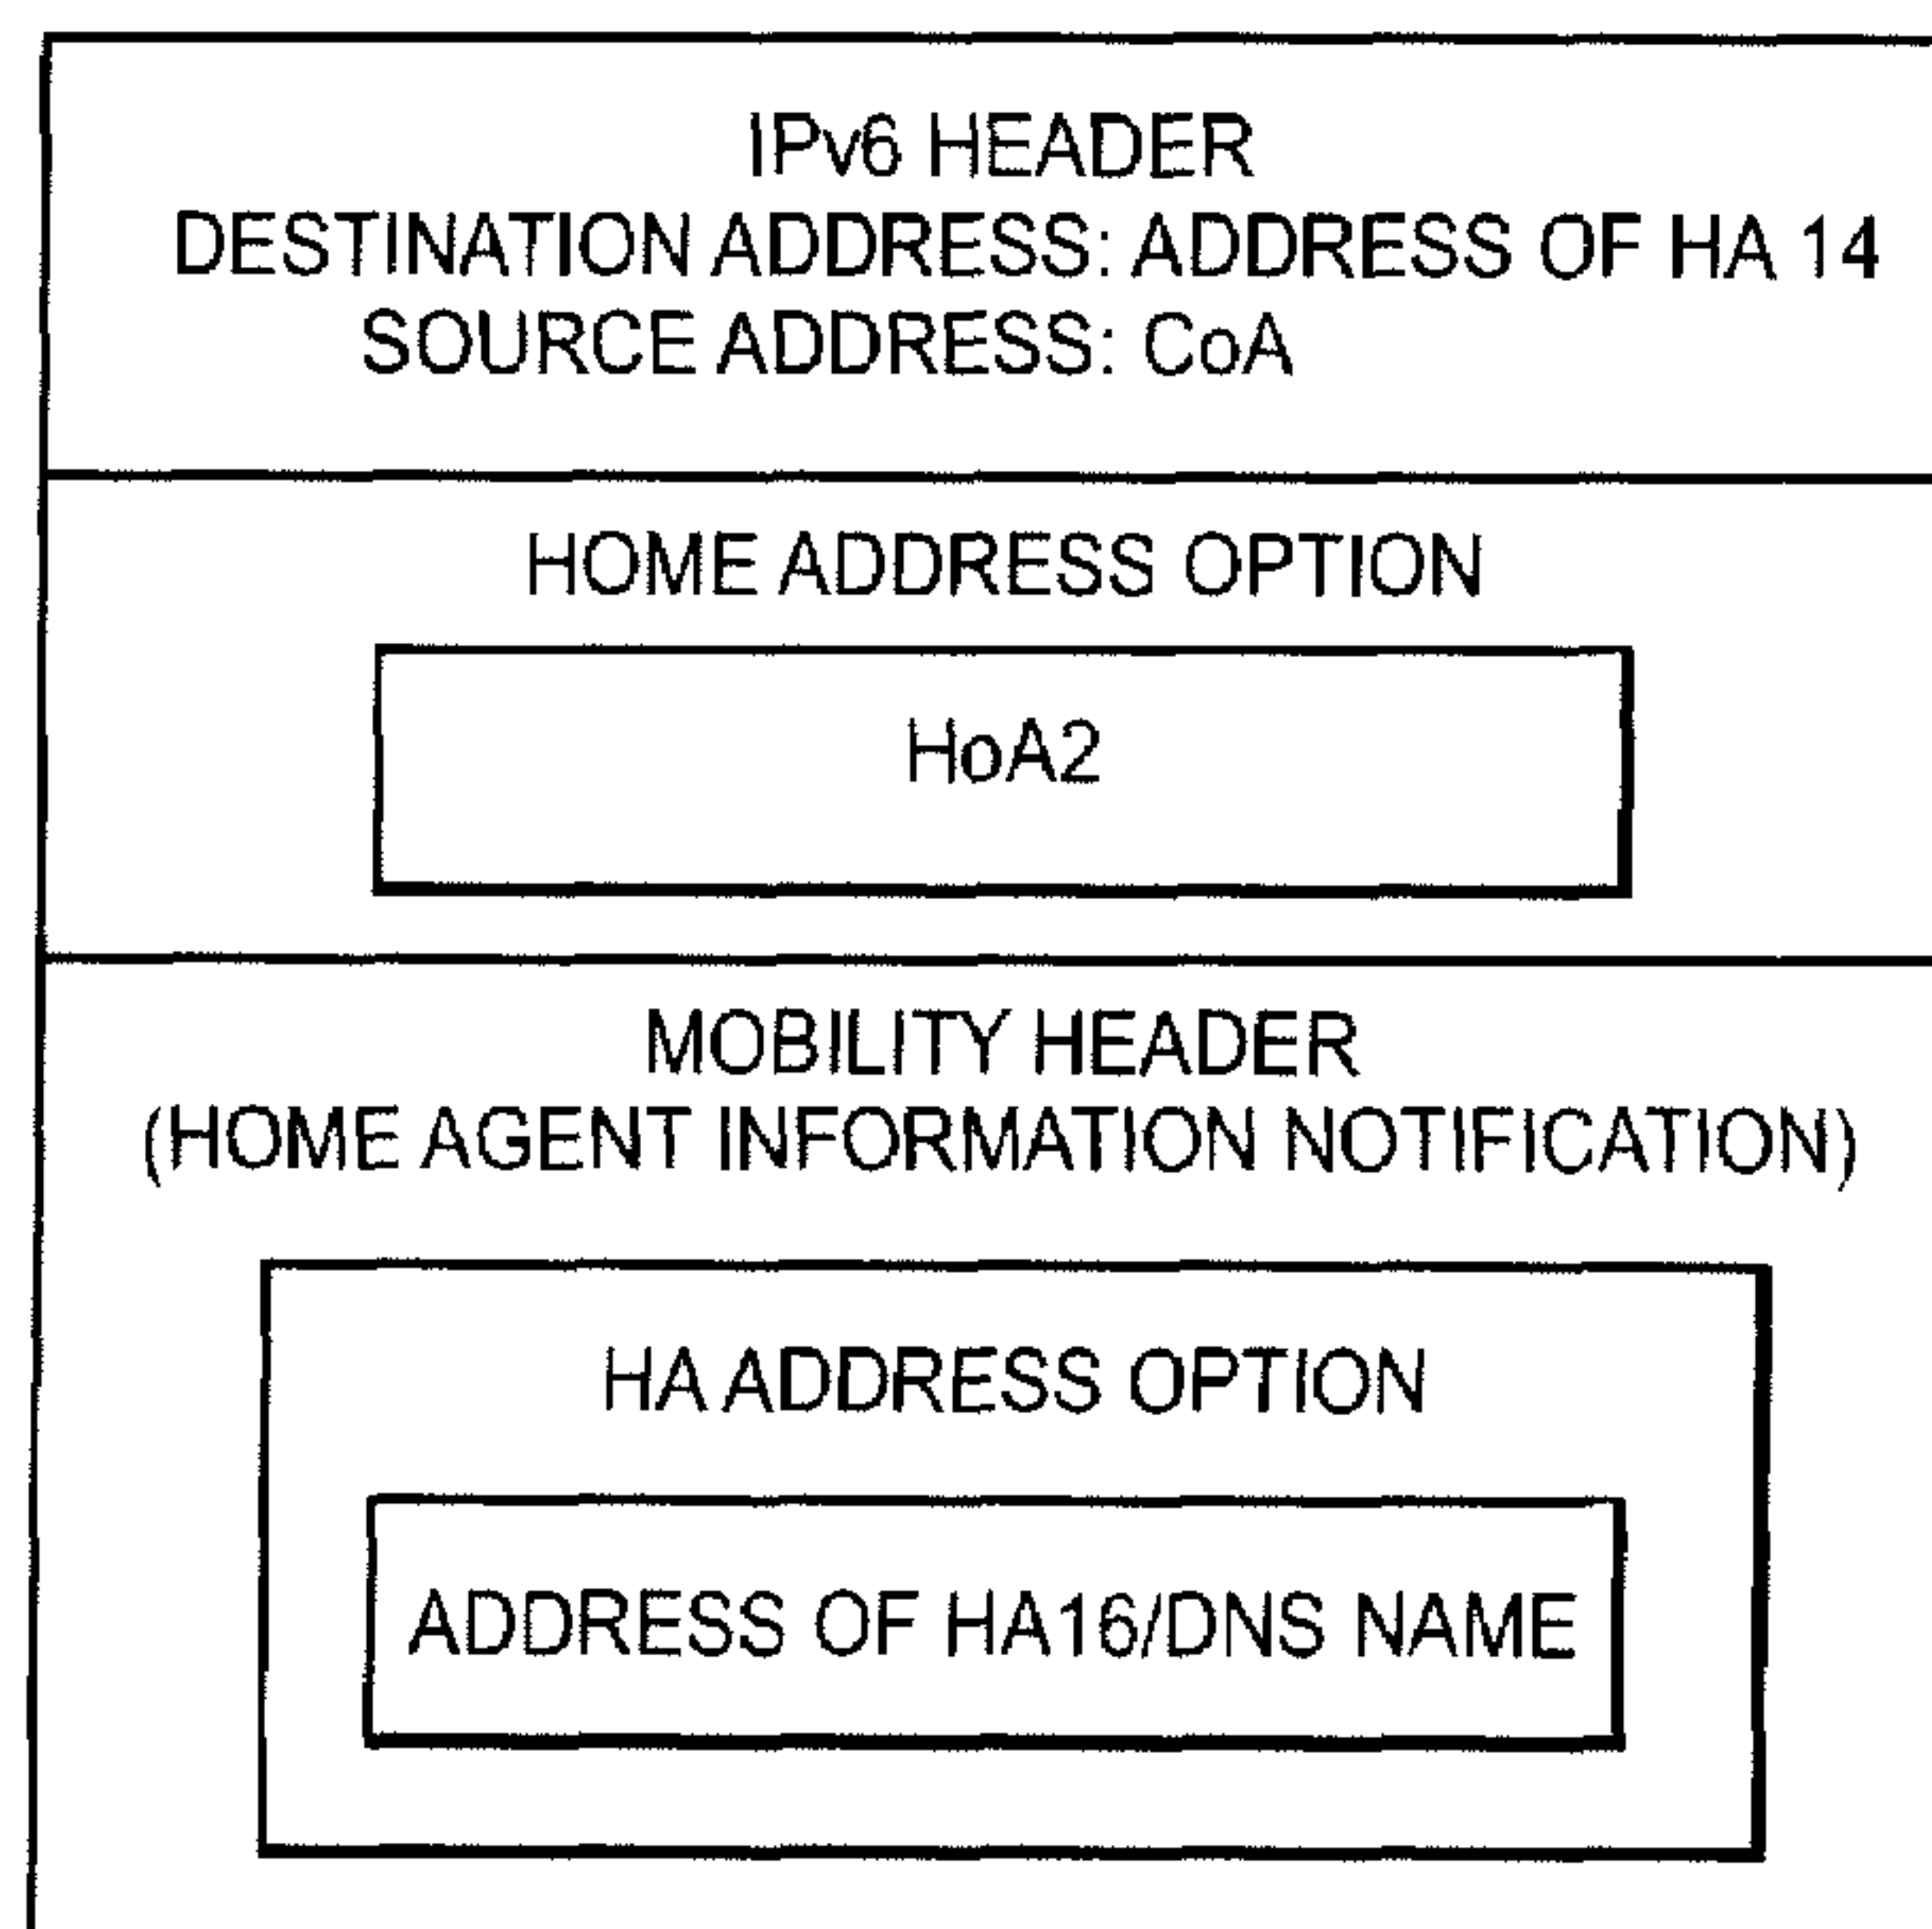 IPv6 HEADER
DESTINATION ADDRESS: ADDRESS OF HA 14
SOURCE ADDRESS: CoA
HOME ADDRESS OPTION
HoA2
MOBILITY HEADER
(HOME AGENT INFORMATION NOTIFICATION)
HA ADDRESS OPTION
ADDRESS OF HA16/DNS NAME